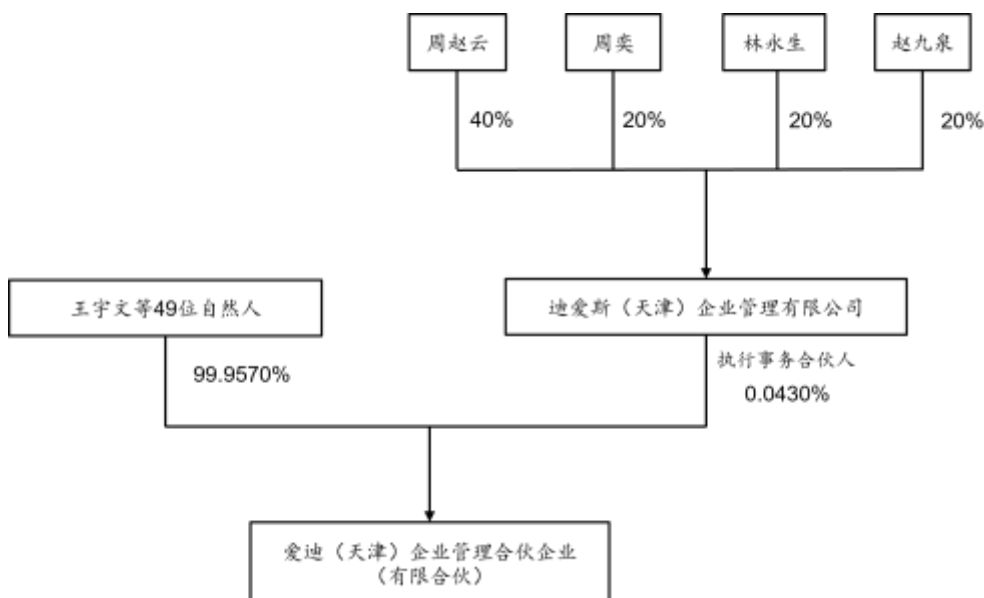 周赵云
周奕
林永生
赵九泉
40%
20%
20%
20%
王宇文等49位自然人
迪爱斯（天津）企业管理有限公司
99.9570%
执行事务合伙人
0.0430%
爱迪（天津）企业管理合伙企业
（有限合伙）